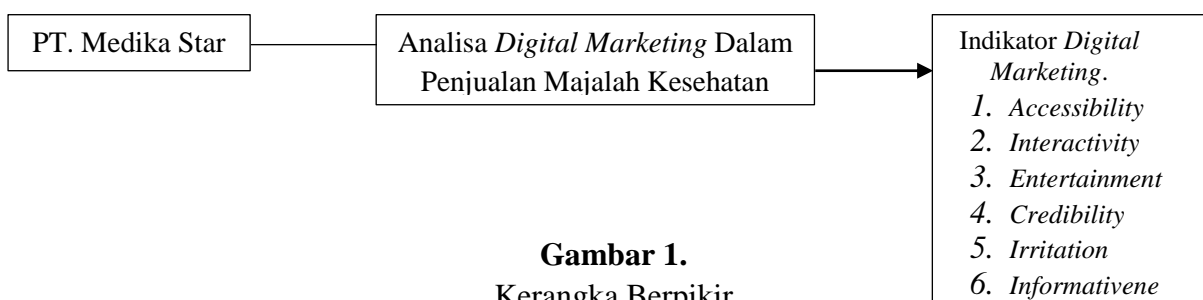 PT. Medika Star
Analisa Digital Marketing Dalam
Penjualan Majalah Kesehatan
Indikator Digital
Marketing.
1. Accessibility
2. Interactivity
3. Entertainment
4. Credibility
5. Irritation
6. Informativene
Gambar 1.
Kerangka Berpikir